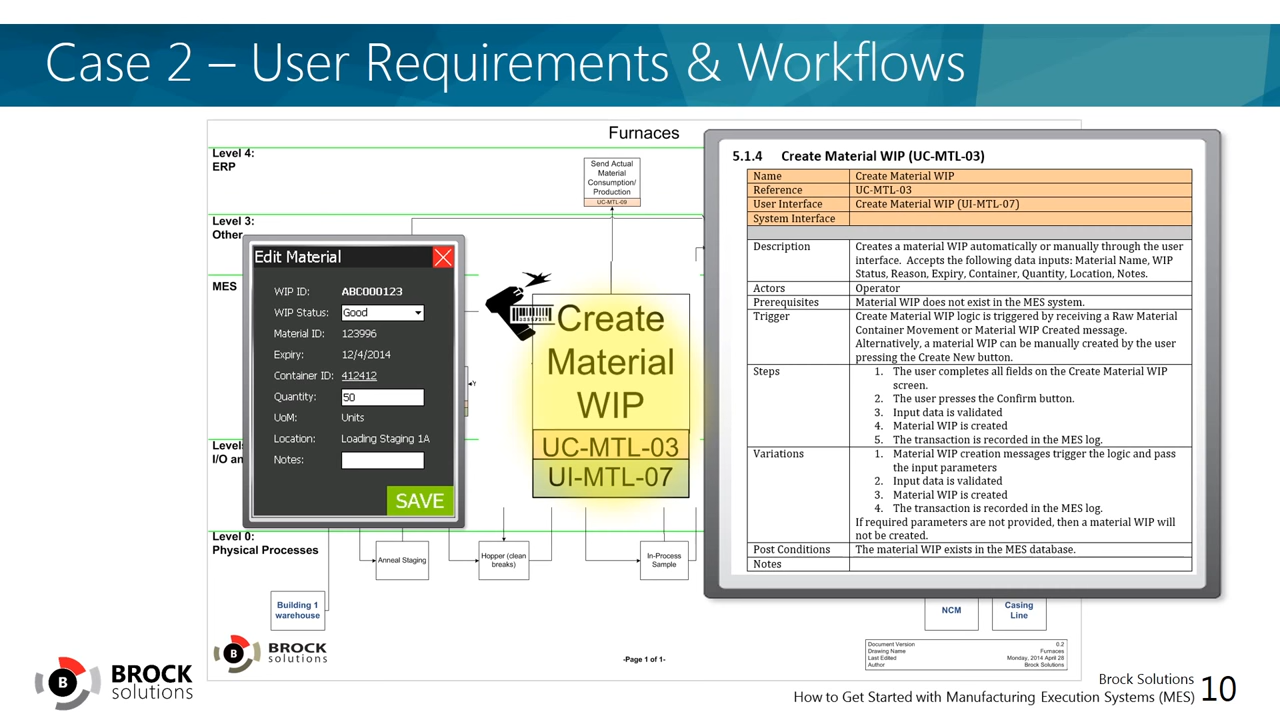 Case 2 – User Requirements & Workflows
Furnaces
Level 4:
ERP
Send Actual
Material
Consumption/
Production
UC-MTL-09
Level 3:
Other
MES
Level
I/O an
Level 0:
Physical Processes
Edit Material
WIP ID: ABC000123
WIP Status: Good
Material ID: 123996
Expiry: 12/4/2014
Container ID: 412412
Quantity: 50
UoM: Units
Location: Loading Staging 1A
Notes:
SAVE
Create
Material
WIP
UC-MTL-03
UI-MTL-07
Y
5.1.4 Create Material WIP (UC-MTL-03)
Name Create Material WIP
Reference UC-MTL-03
User Interface Create Material WIP (UI-MTL-07)
System Interface
Description Creates a material WIP automatically or manually through the user
interface. Accepts the following data inputs: Material Name, WIP
Status, Reason, Expiry, Container, Quantity, Location, Notes.
Actors Operator
Prerequisites Material WIP does not exist in the MES system.
Trigger Create Material WIP logic is triggered by receiving a Raw Material
Container Movement or Material WIP Created message.
Alternatively, a material WIP can be manually created by the user
pressing the Create New button.
Steps 1. The user completes all fields on the Create Material WIP
screen.
2. The user presses the Confirm button.
3. Input data is validated
4. Material WIP is created
5. The transaction is recorded in the MES log.
Variations 1. Material WIP creation messages trigger the logic and pass
the input parameters
2. Input data is validated
3. Material WIP is created
4. The transaction is recorded in the MES log.
If required parameters are not provided, then a material WIP will
not be created.
Post Conditions The material WIP exists in the MES database.
Notes
Anneal Staging
Hopper (clean
breaks)
In-Process
Sample
Building 1
warehouse
NCM
Casing
Line
BROCK
solutions
-Page 1 of 1-
Document Version 0.2
Drawing Name Furnaces
Last Edited Monday, 2014 April 28
Author Brock Solutions
B BROCK
solutions
Brock Solutions
How to Get Started with Manufacturing Execution Systems (MES) 10